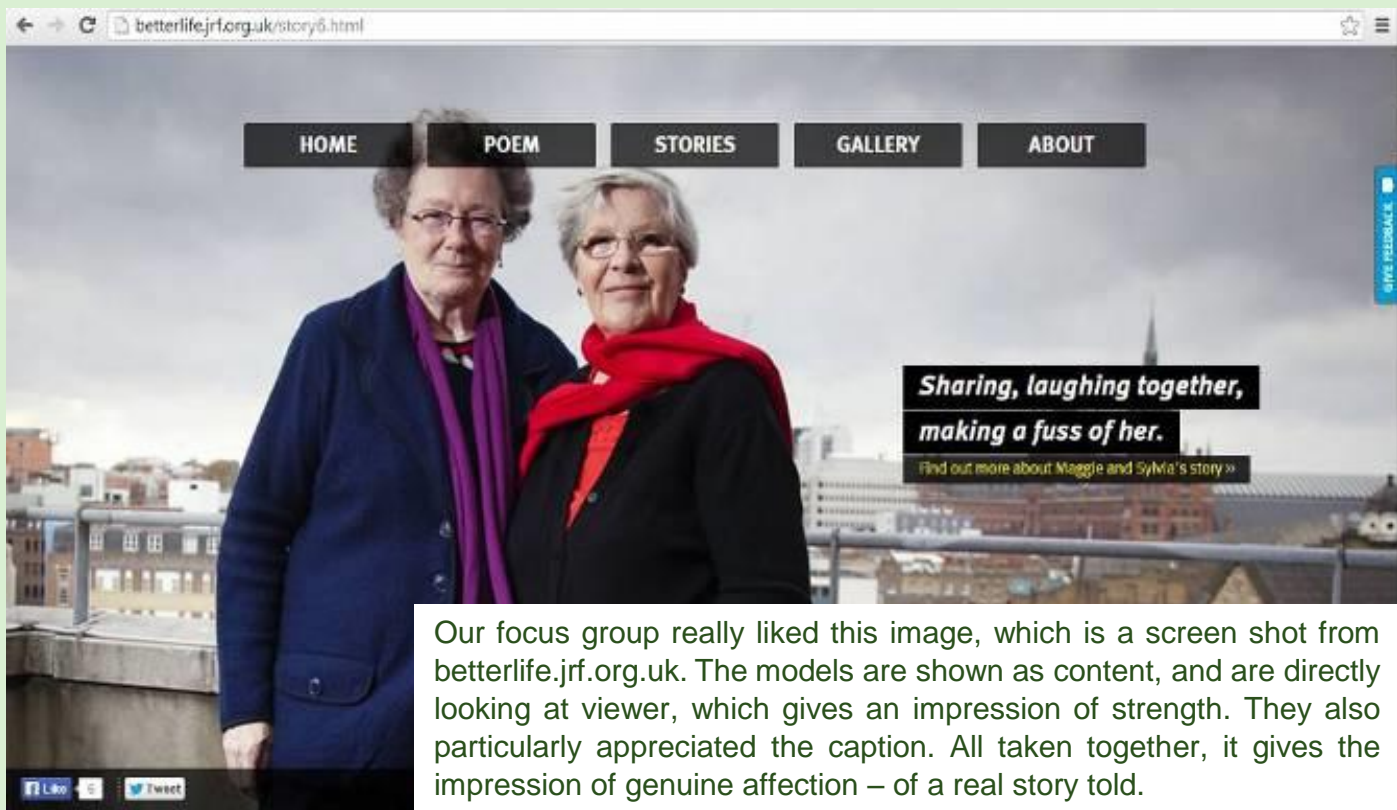 betterlife.jrf.org.uk/story6.html
HOME
POEM
STORIES
GALLERY
ABOUT
GIVE FEEDBACK
Sharing, laughing together,
making a fuss of her.
Find out more about Maggie and Sylvia's story »
Our focus group really liked this image, which is a screen shot from
betterlife.jrf.org.uk. The models are shown as content, and are directly
looking at viewer, which gives an impression of strength. They also
particularly appreciated the caption. All taken together, it gives the
impression of genuine affection – of a real story told.
Like 6
Tweet